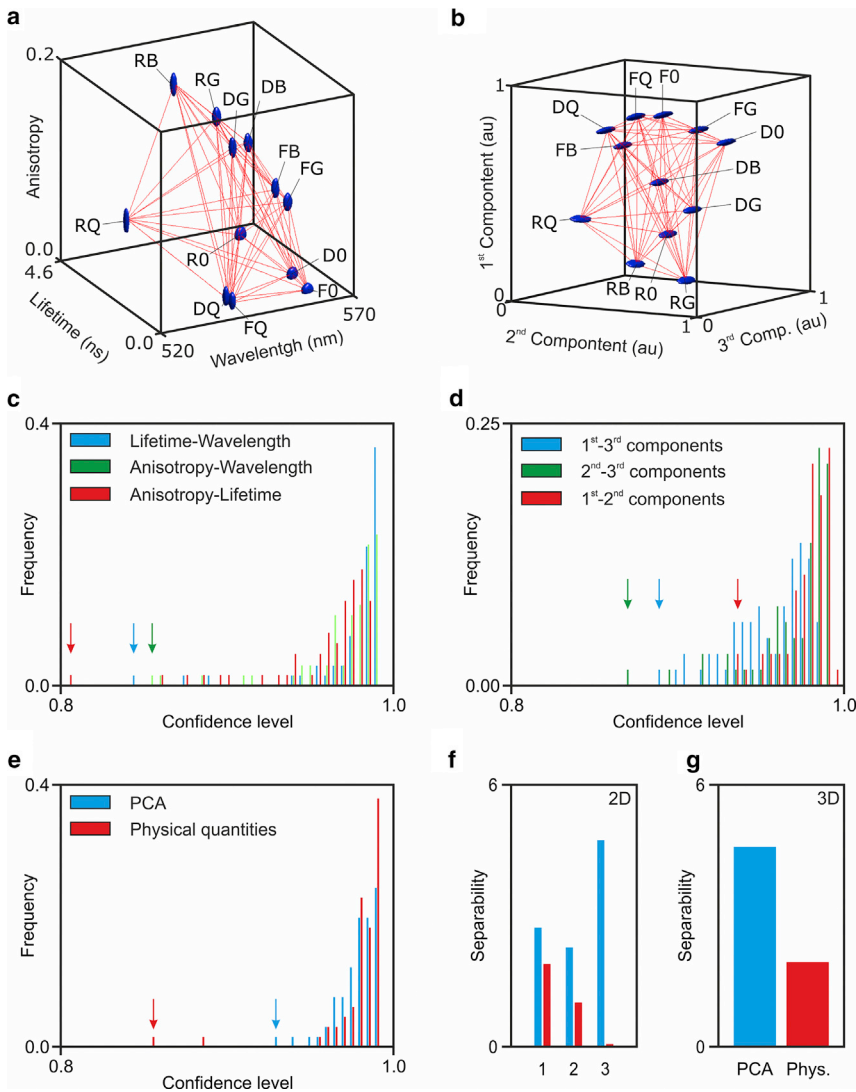 a
0.2
Anisotropy
0.0
4.6
Lifetime (ns)
0.0
520
Wavelentgh (nm)
570
RB
RG
DG
DB
FB
FG
RQ
R0
D0
F0
DQ
FQ
b
1
1st Compontent (au)
0
0
2nd Compontent (au)
1
0
3rd Comp. (au)
1
FQ
F0
DQ
FG
FB
D0
DB
RQ
DG
RB
R0
RG
c
0.4
Frequency
0.0
Lifetime-Wavelength
Anisotropy-Wavelength
Anisotropy-Lifetime
0.8
1.0
Confidence level
d
0.25
Frequency
0.00
1st-3rd components
2nd-3rd components
1st-2nd components
0.8
1.0
Confidence level
e
0.4
Frequency
0.0
PCA
Physical quantities
0.8
1.0
Confidence level
f
6
2D
Separability
0
1 2 3
g
6
3D
Separability
0
PCA Phys.